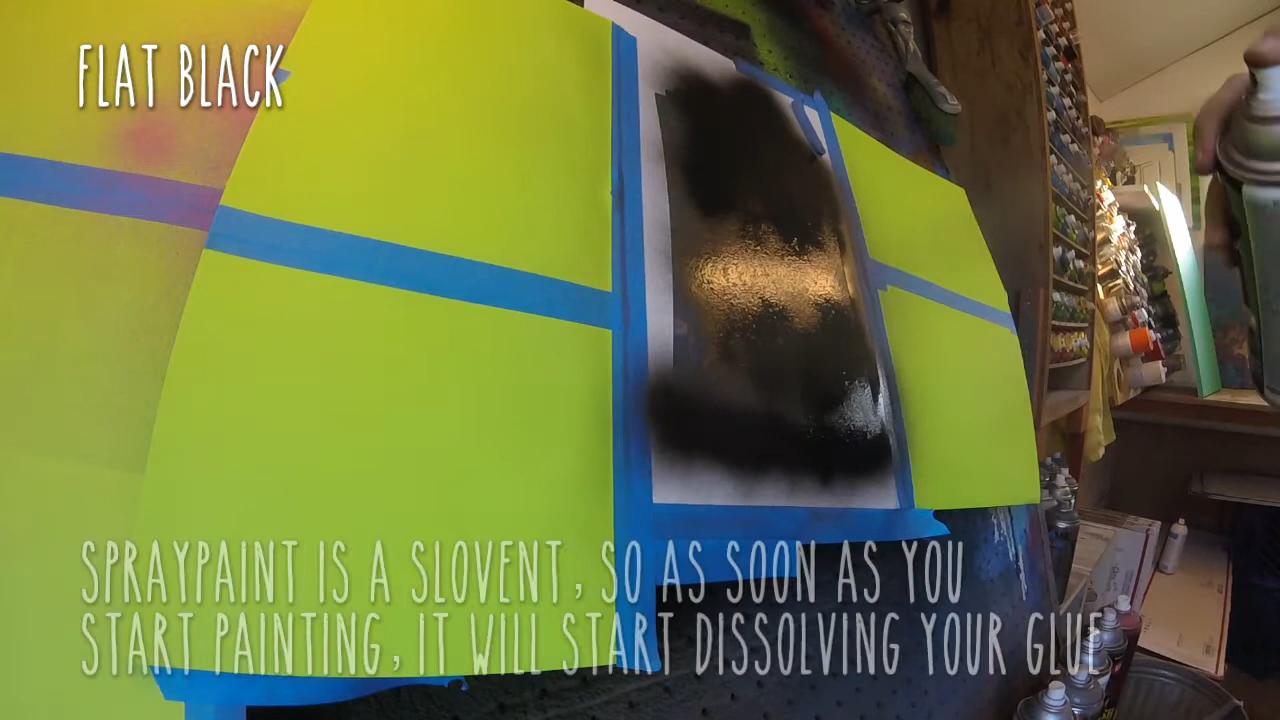 FLAT BLACK
SPRAYPAINT IS A SLOVENT, SO AS SOON AS YOU
START PAINTING, IT WILL START DISSOLVING YOUR GLUE